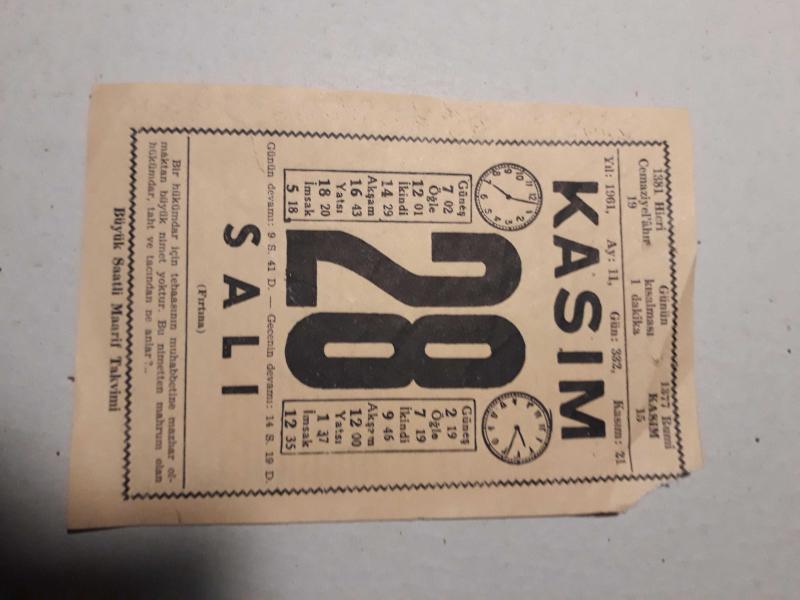 1381 Hicrî
Cemaziyel'âhır
19
Günün
kısalması
1 dakika
1377 Rumî
KASIM
15
Yıl: 1961, Ay: 11, Gün: 332, Kasım: 21
KASIM
28
Güneş
7 02
Öğle
12 01
İkindi
14 29
Akşam
16 43
Yatsı
18 20
İmsak
5 18
Güneş
2 19
Öğle
7 19
İkindi
9 46
Akşam
12 00
Yatsı
1 37
İmsak
12 35
Günün devamı: 9 S. 41 D. — Gecenin devamı: 14 S. 19 D.
SALI
(Fırtına)
Bir hükümdar için tebaasının muhabbetine mazhar ol-
maktan büyük nimet yoktur. Bu nimetten mahrum olan
hükümdar, taht ve tacından ne anlar?..
Büyük Saatli Maarif Takvimi